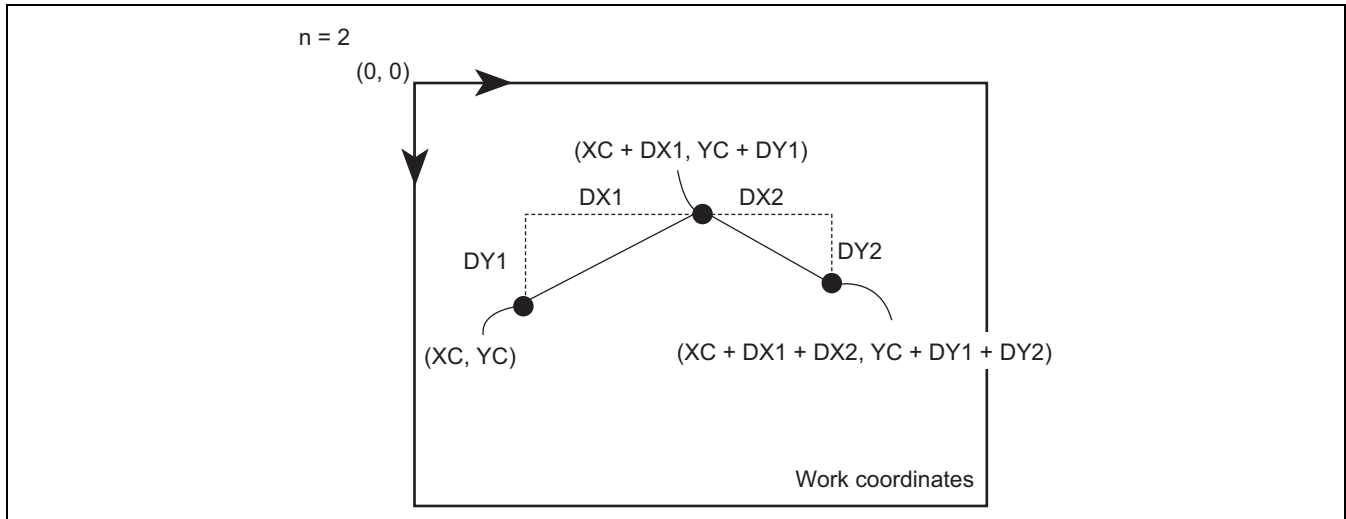 n = 2
(0, 0)
(XC + DX1, YC + DY1)
DX1
DX2
DY1
DY2
(XC, YC)
(XC + DX1 + DX2, YC + DY1 + DY2)
Work coordinates